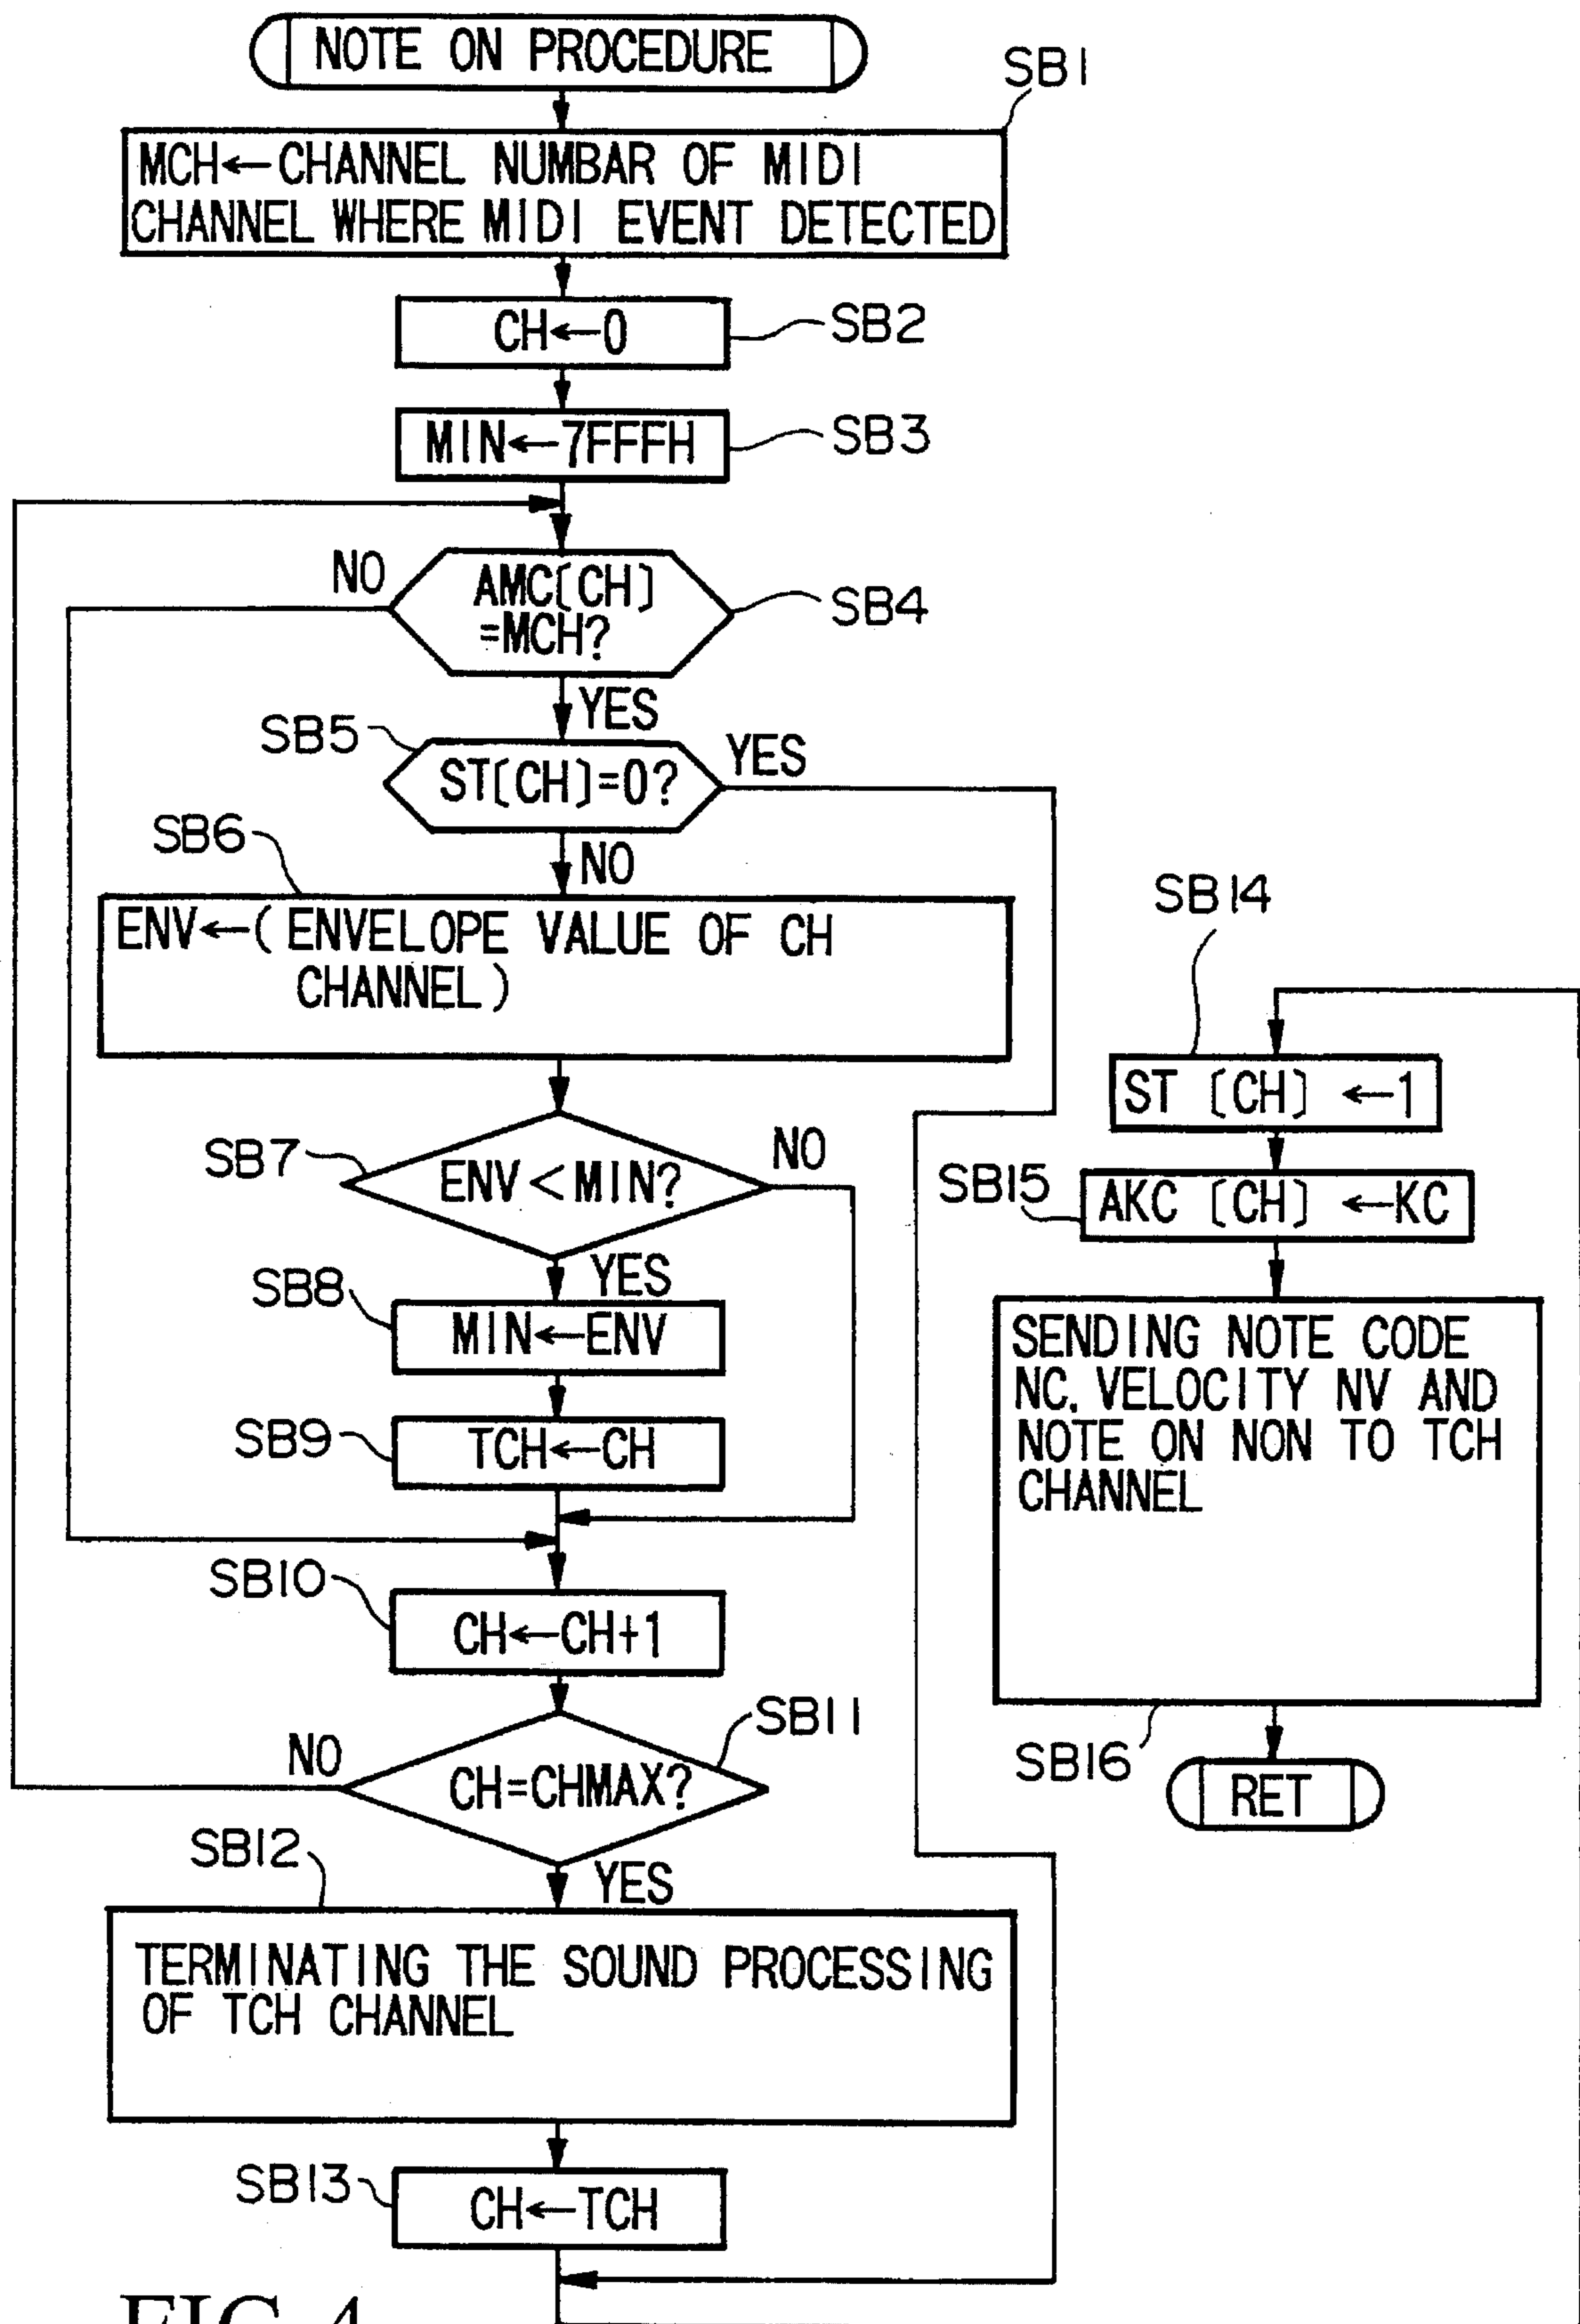 NOTE ON PROCEDURE
SB1
MCH←CHANNEL NUMBAR OF MIDI
CHANNEL WHERE MIDI EVENT DETECTED
CH←0
SB2
MIN←7FFFH
SB3
NO
AMC[CH]
=MCH?
SB4
YES
SB5
ST[CH]=0?
YES
SB6
NO
ENV←(ENVELOPE VALUE OF CH
CHANNEL)
SB7
ENV<MIN?
NO
YES
SB8
MIN←ENV
SB9
TCH←CH
SB10
CH←CH+1
SB11
NO
CH=CHMAX?
SB12
YES
TERMINATING THE SOUND PROCESSING
OF TCH CHANNEL
SB13
CH←TCH
SB14
ST [CH] ←1
SB15
AKC [CH] ←KC
SENDING NOTE CODE
NC. VELOCITY NV AND
NOTE ON NON TO TCH
CHANNEL
SB16
RET
FIG.4